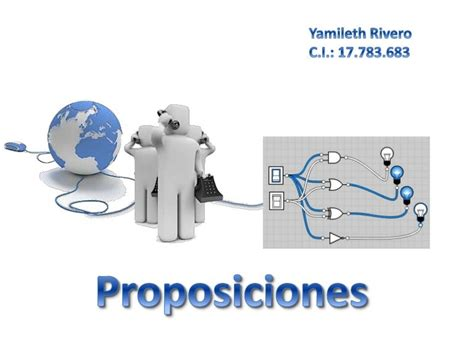 Yamileth Rivero
C.I.: 17.783.683
Proposiciones